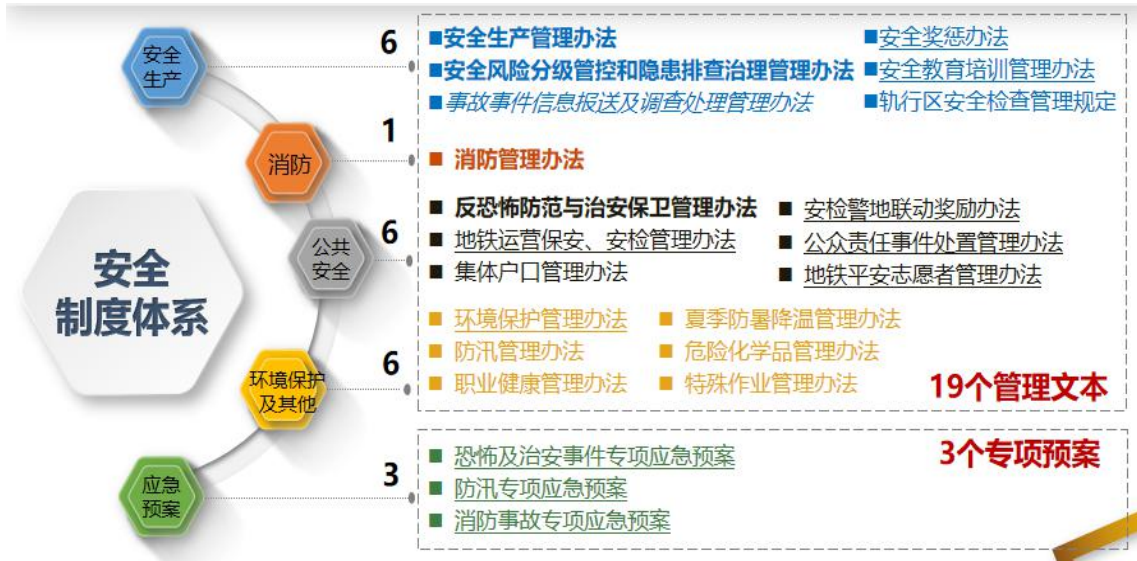 安全
制度体系
安全
生产
6
■安全生产管理办法
■安全奖惩办法
■安全风险分级管控和隐患排查治理管理办法
■安全教育培训管理办法
■事故事件信息报送及调查处理管理办法
■轨行区安全检查管理规定
消防
1
■ 消防管理办法
公共
安全
6
■ 反恐怖防范与治安保卫管理办法
■ 安检警地联动奖励办法
■ 地铁运营保安、安检管理办法
■ 公众责任事件处置管理办法
■ 集体户口管理办法
■ 地铁平安志愿者管理办法
环境保护
及其他
6
■ 环境保护管理办法
■ 夏季防暑降温管理办法
■ 防汛管理办法
■ 危险化学品管理办法
■ 职业健康管理办法
■ 特殊作业管理办法
19个管理文本
应急
预案
3
■ 恐怖及治安事件专项应急预案
■ 防汛专项应急预案
■ 消防事故专项应急预案
3个专项预案